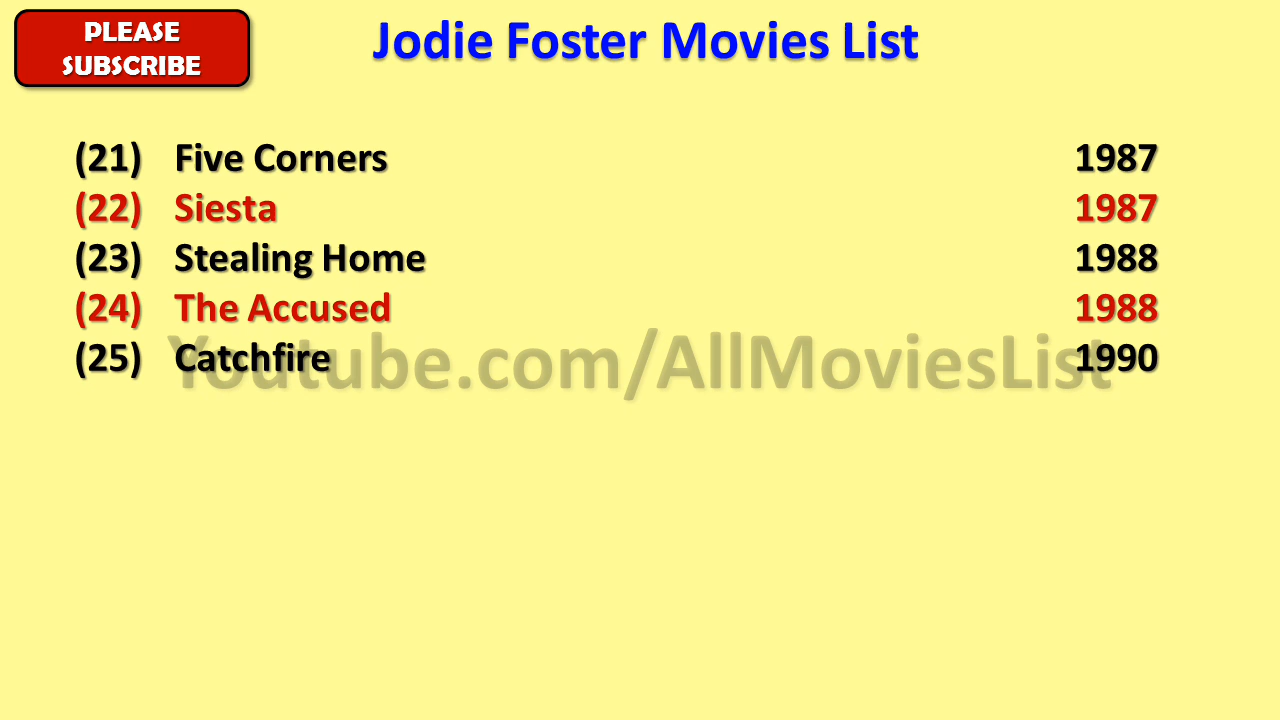 PLEASE
SUBSCRIBE
Jodie Foster Movies List
(21) Five Corners 1987
(22) Siesta 1987
(23) Stealing Home 1988
(24) The Accused 1988
(25) Catchfire 1990
Youtube.com/AllMoviesList